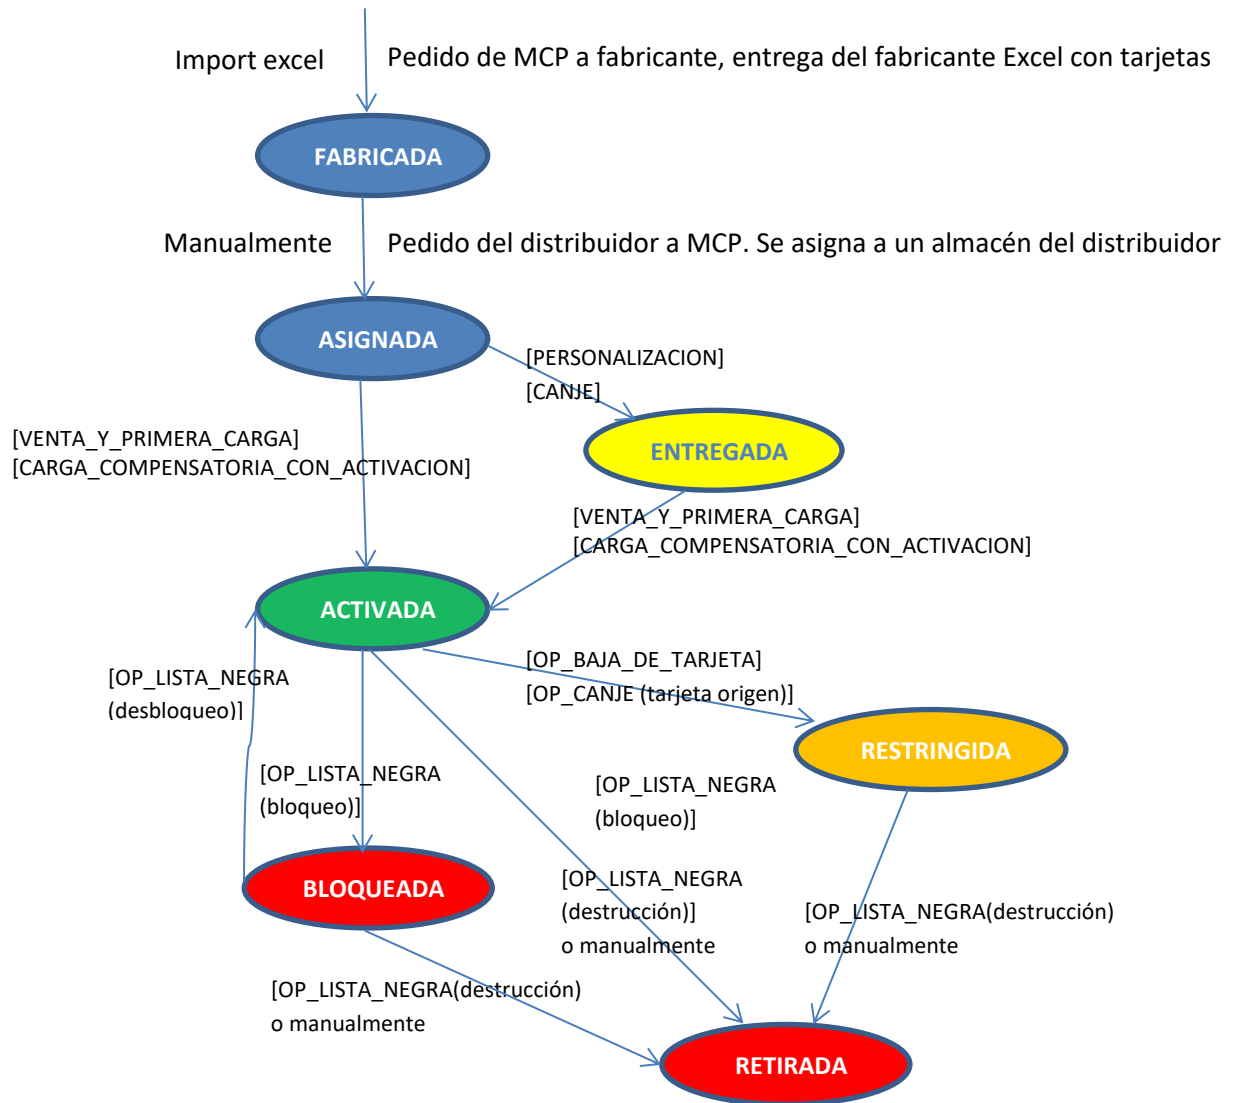 Import excel
Pedido de MCP a fabricante, entrega del fabricante Excel con tarjetas
FABRICADA
Manualmente
Pedido del distribuidor a MCP. Se asigna a un almacén del distribuidor
ASIGNADA
[PERSONALIZACION]
[CANJE]
[VENTA_Y_PRIMERA_CARGA]
[CARGA_COMPENSATORIA_CON_ACTIVACION]
ENTREGADA
[VENTA_Y_PRIMERA_CARGA]
[CARGA_COMPENSATORIA_CON_ACTIVACION]
ACTIVADA
[OP_LISTA_NEGRA
(desbloqueo)]
[OP_BAJA_DE_TARJETA]
[OP_CANJE (tarjeta origen)]
RESTRINGIDA
[OP_LISTA_NEGRA
(bloqueo)]
[OP_LISTA_NEGRA
(bloqueo)]
BLOQUEADA
[OP_LISTA_NEGRA
(destrucción)]
o manualmente
[OP_LISTA_NEGRA(destrucción)
o manualmente
[OP_LISTA_NEGRA(destrucción)
o manualmente
RETIRADA